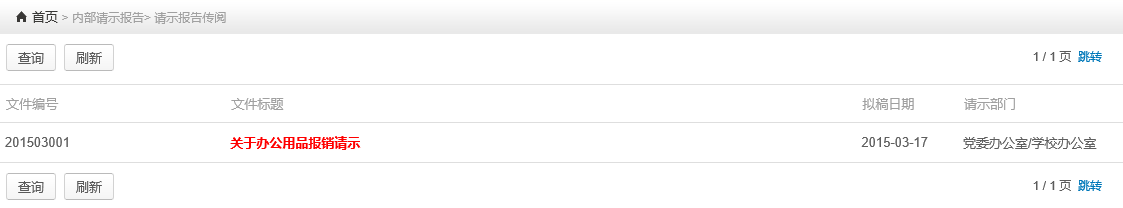 首页 > 内部请示报告> 请示报告传阅
查询 刷新 1 / 1 页 跳转
文件编号 文件标题 拟稿日期 请示部门
201503001 关于办公用品报销请示 2015-03-17 党委办公室/学校办公室
查询 刷新 1 / 1 页 跳转